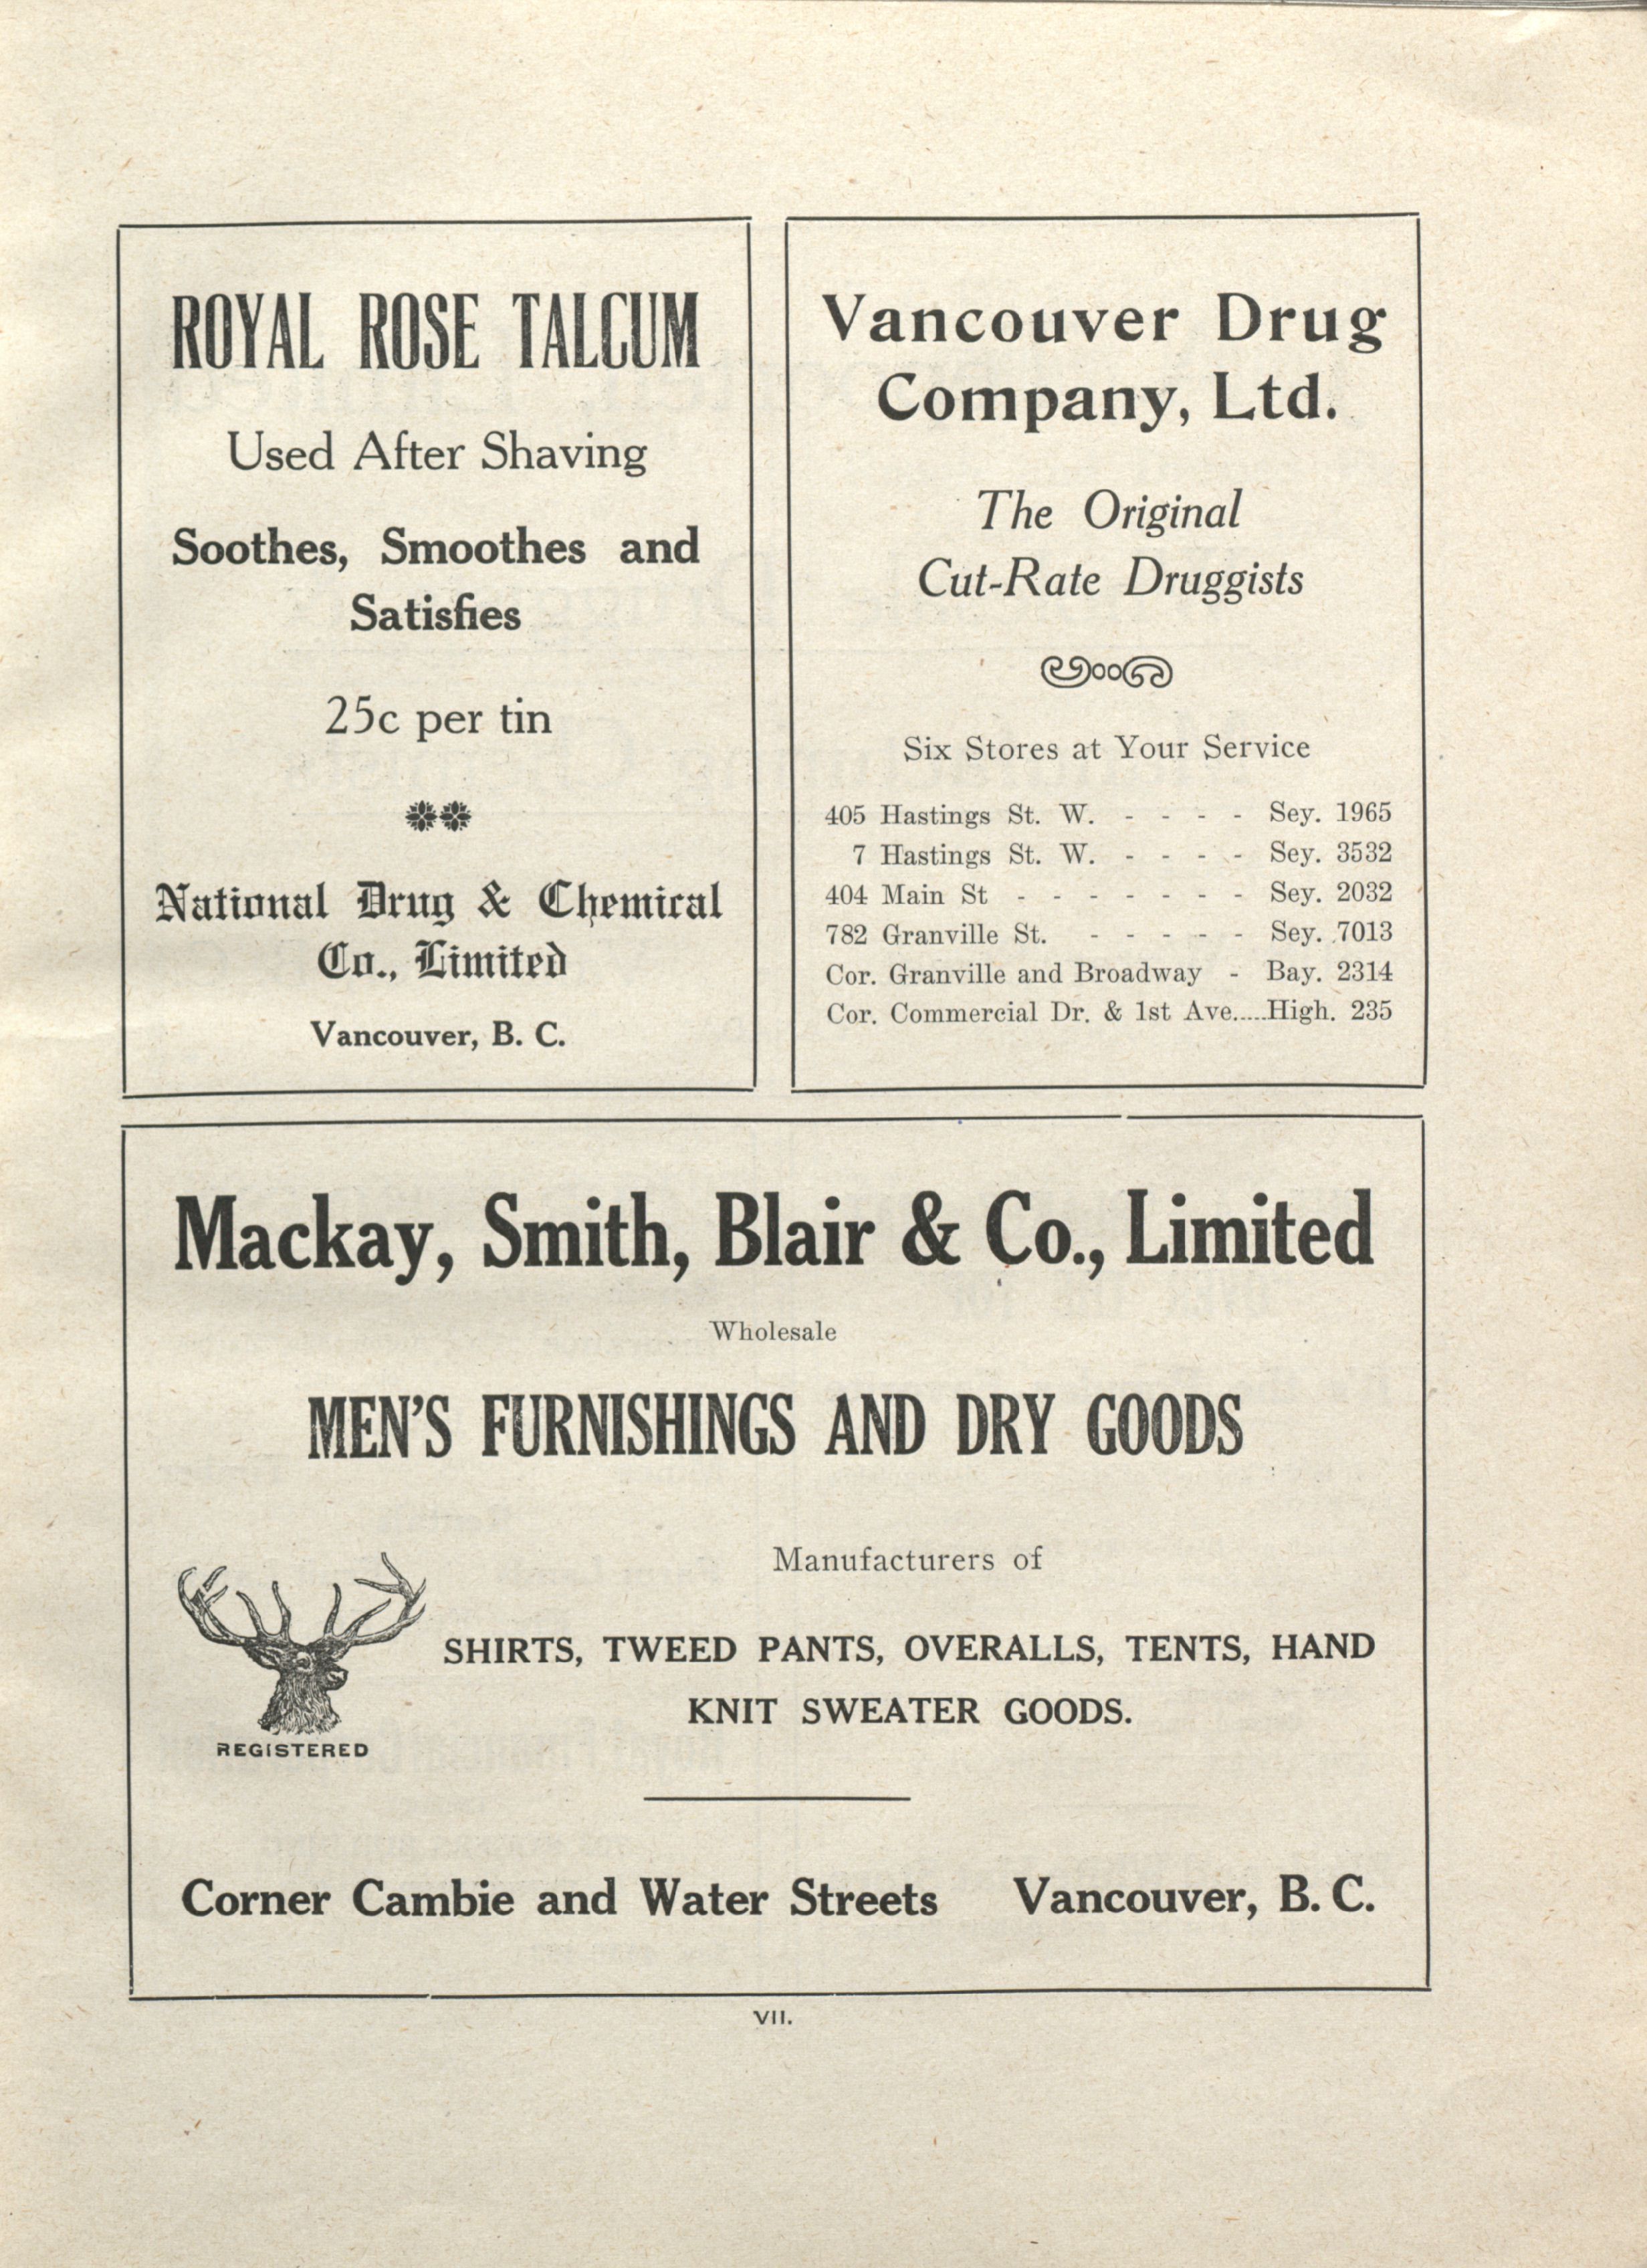 ROYAL ROSE TALCUM
Used After Shaving
Soothes, Smoothes and
Satisfies
25c per tin
National Drug & Chemical
Co., Limited
Vancouver, B. C.
Vancouver Drug
Company, Ltd.
The Original
Cut-Rate Druggists
Six Stores at Your Service
405 Hastings St. W. - - - - Sey. 1965
7 Hastings St. W. - - - - Sey. 3532
404 Main St - - - - - - - Sey. 2032
782 Granville St. - - - - - Sey. 7013
Cor. Granville and Broadway - Bay. 2314
Cor. Commercial Dr. & 1st Ave.....High. 235
Mackay, Smith, Blair & Co., Limited
Wholesale
MEN'S FURNISHINGS AND DRY GOODS
Manufacturers of
SHIRTS, TWEED PANTS, OVERALLS, TENTS, HAND
KNIT SWEATER GOODS.
REGISTERED
Corner Cambie and Water Streets Vancouver, B. C.
VII.